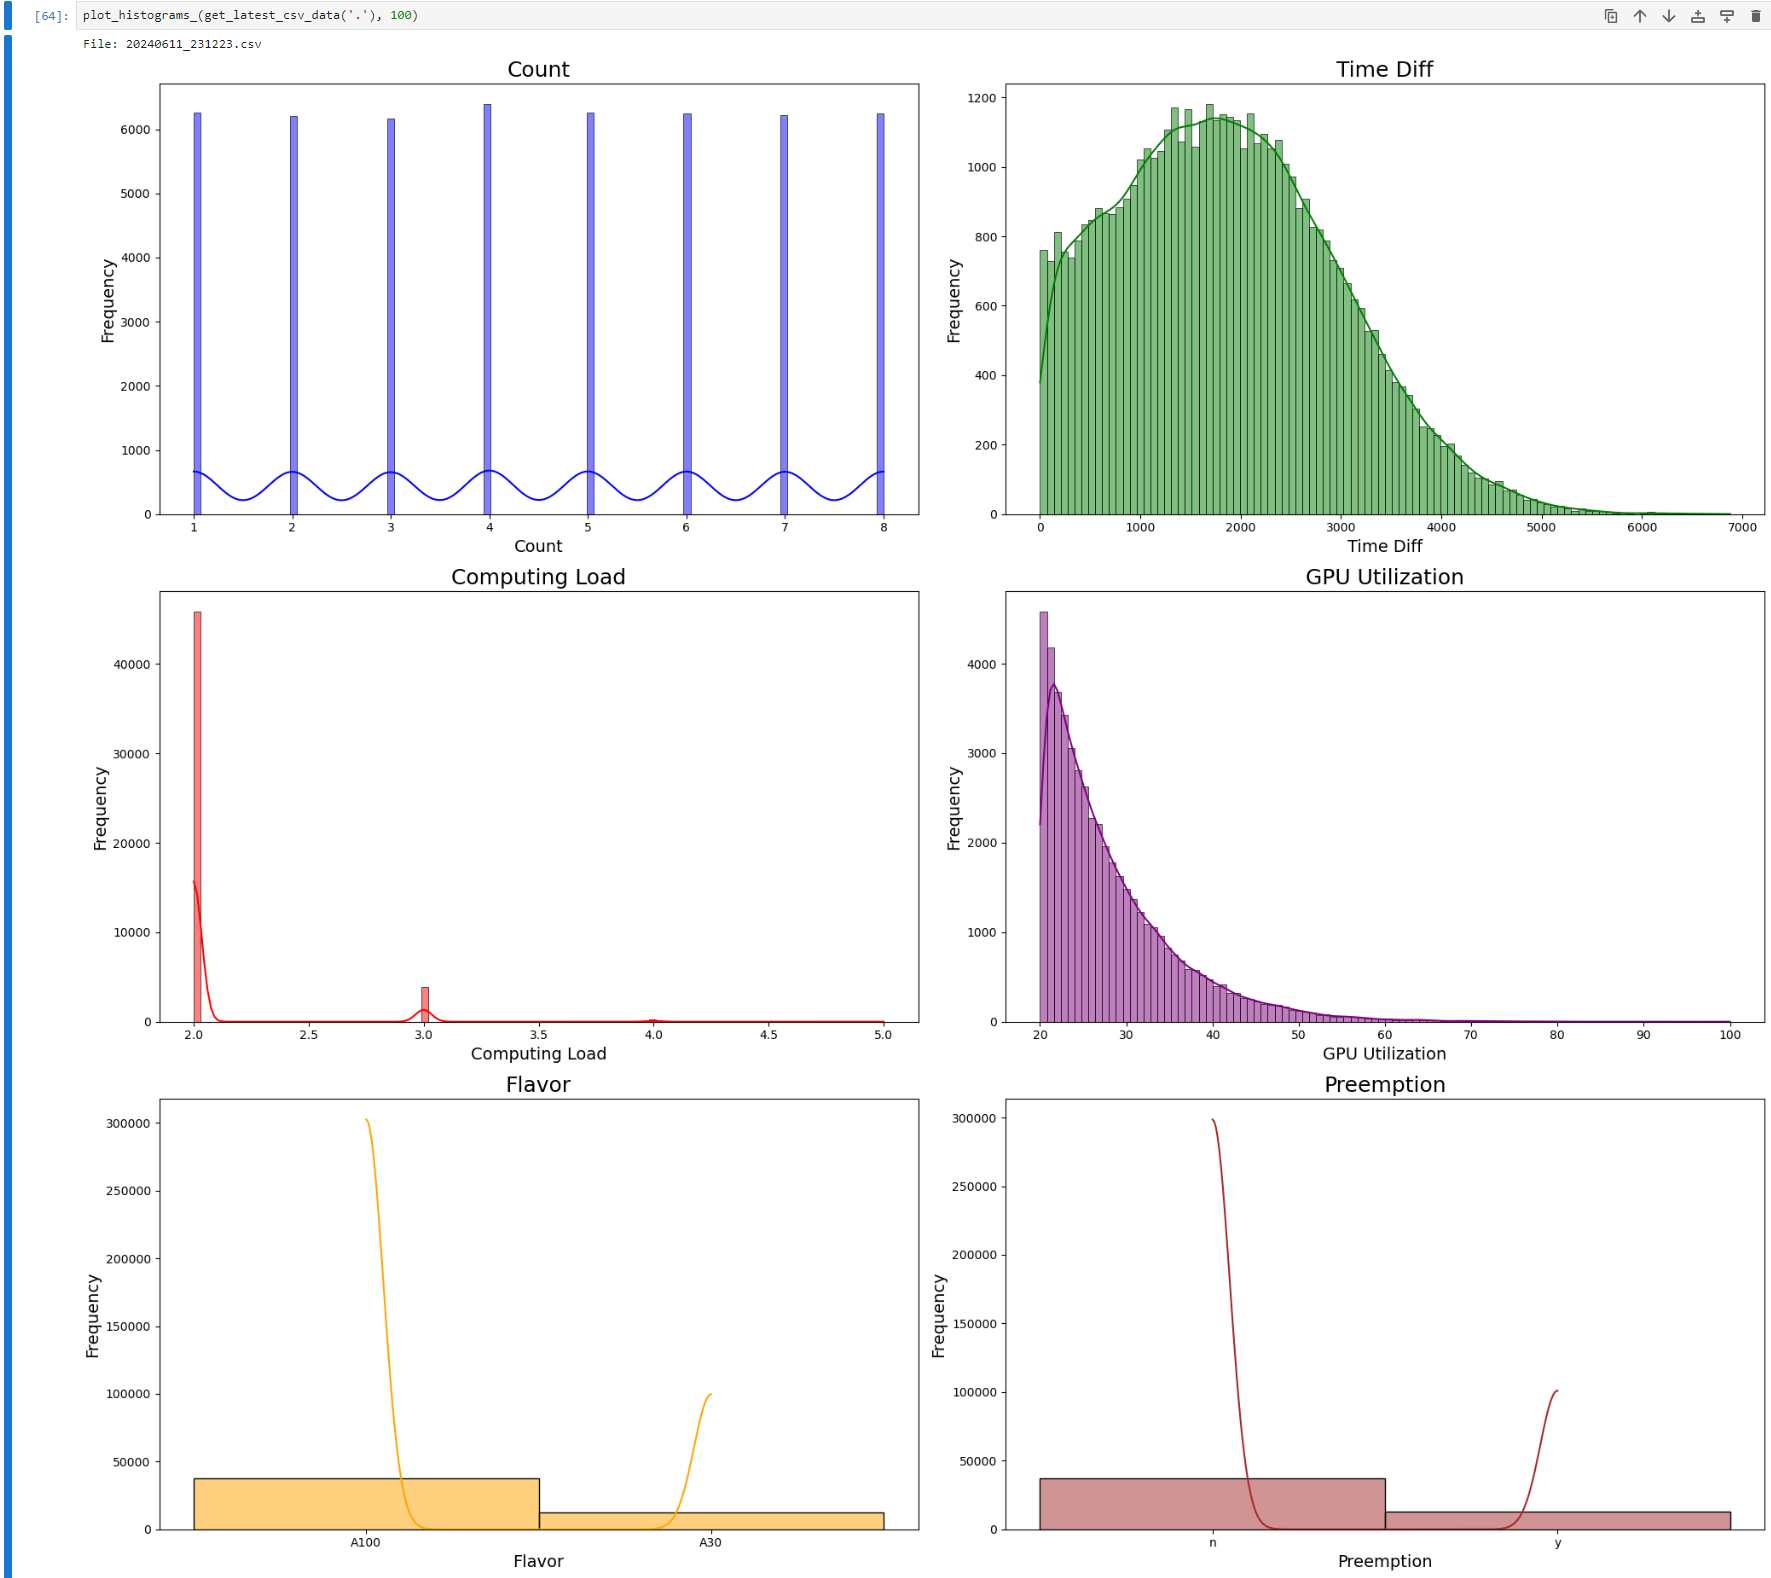 [64]: plot_histograms_(get_latest_csv_data('.'), 100)
File: 20240611_231223.csv
Count
Frequency
6000
5000
4000
3000
2000
1000
0
1 2 3 4 5 6 7 8
Count
Time Diff
Frequency
1200
1000
800
600
400
200
0
0 1000 2000 3000 4000 5000 6000 7000
Time Diff
Computing Load
Frequency
40000
30000
20000
10000
0
2.0 2.5 3.0 3.5 4.0 4.5 5.0
Computing Load
GPU Utilization
Frequency
4000
3000
2000
1000
0
20 30 40 50 60 70 80 90 100
GPU Utilization
Flavor
Frequency
300000
250000
200000
150000
100000
50000
0
A100 A30
Flavor
Preemption
Frequency
300000
250000
200000
150000
100000
50000
0
n y
Preemption